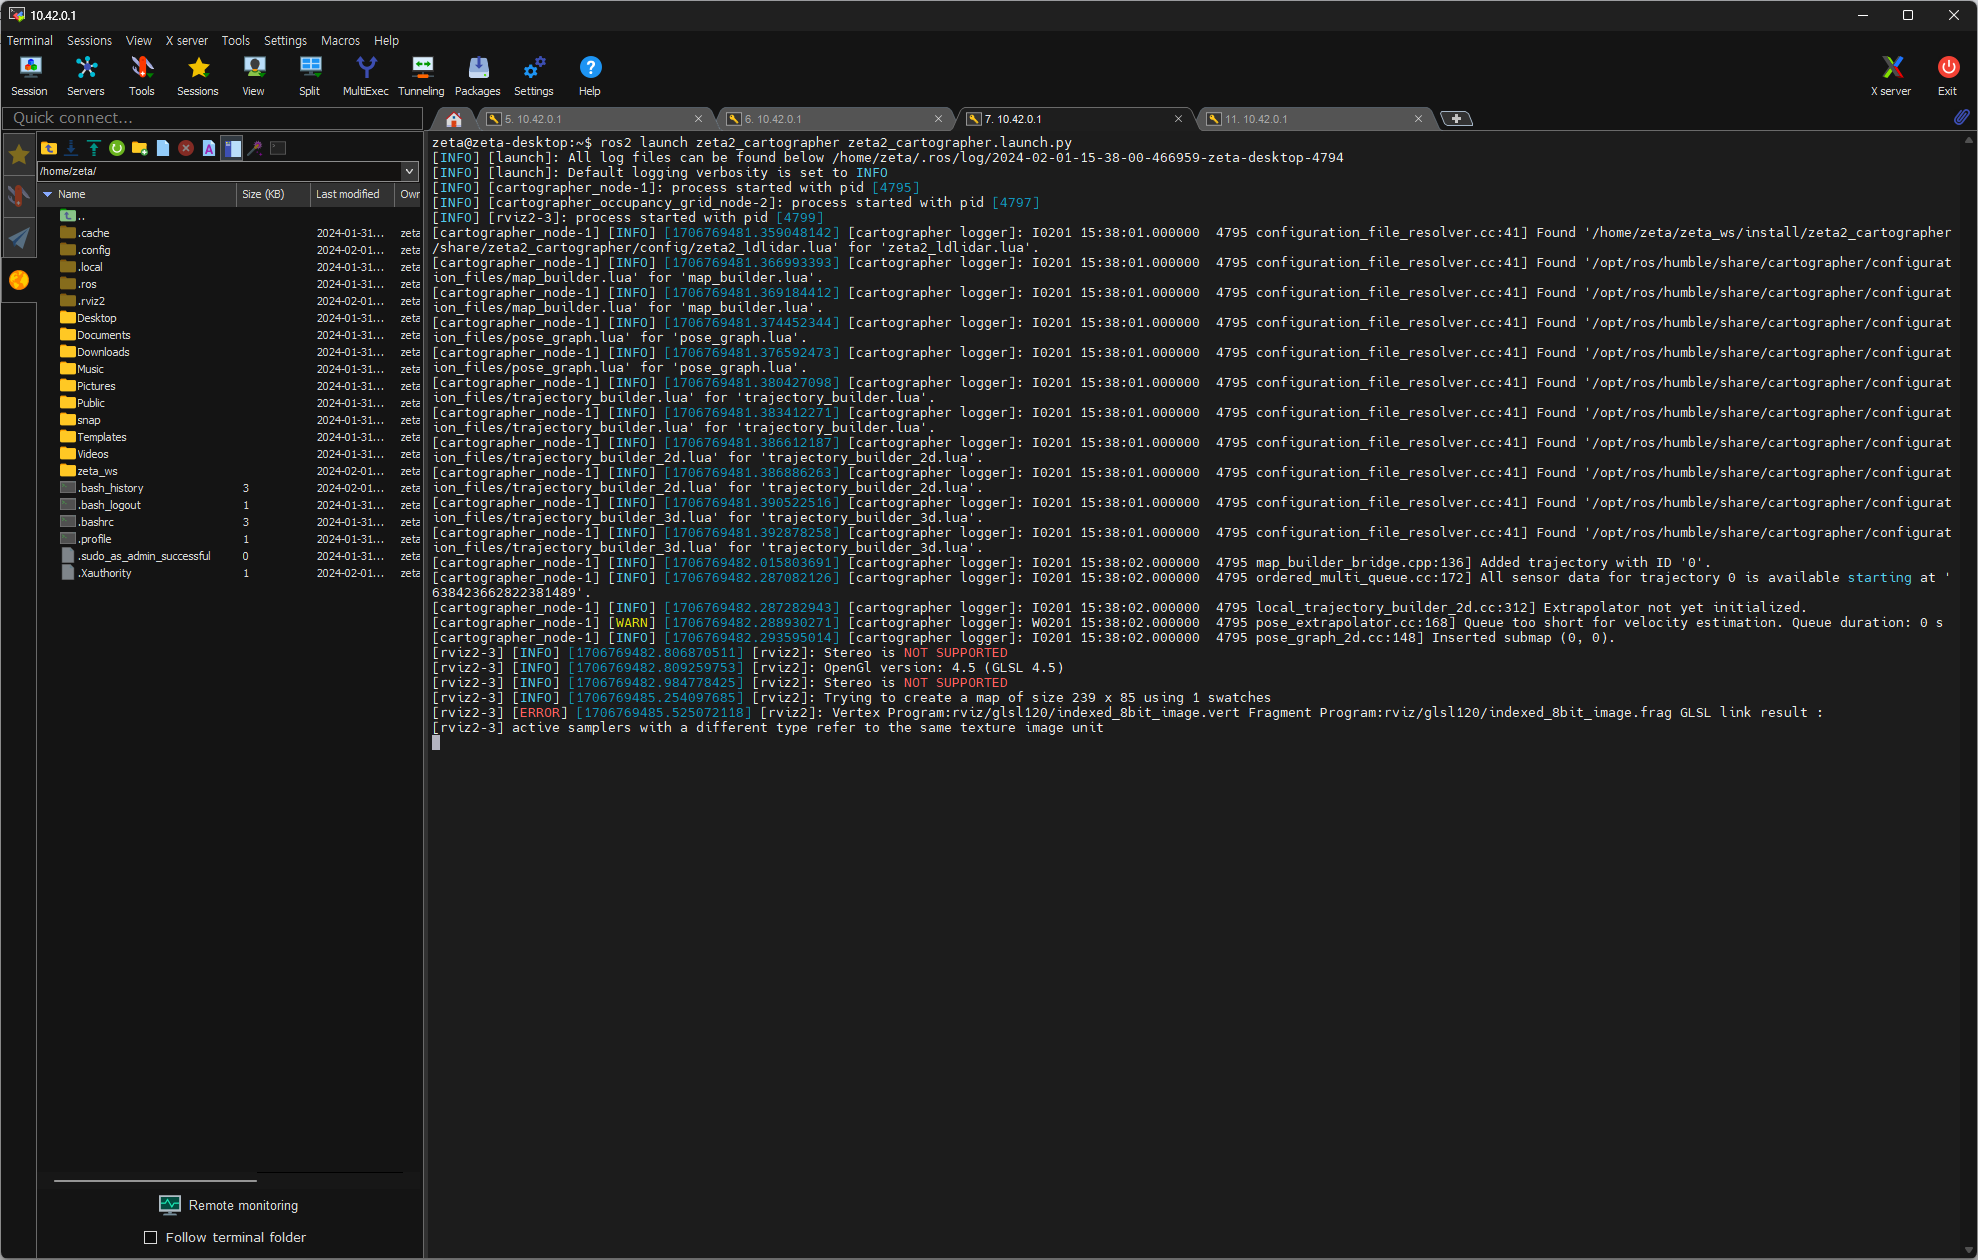 10.42.0.1
Terminal Sessions View X server Tools Settings Macros Help
Session Servers Tools Sessions View Split MultiExec Tunneling Packages Settings Help X server Exit
Quick connect...
5. 10.42.0.1
6. 10.42.0.1
7. 10.42.0.1
11. 10.42.0.1
/home/zeta/
Name Size (KB) Last modified Owr
..
.cache 2024-01-31... zeta
.config 2024-02-01... zeta
.local 2024-01-31... zeta
.ros 2024-01-31... zeta
.rviz2 2024-02-01... zeta
Desktop 2024-01-31... zeta
Documents 2024-01-31... zeta
Downloads 2024-01-31... zeta
Music 2024-01-31... zeta
Pictures 2024-01-31... zeta
Public 2024-01-31... zeta
snap 2024-01-31... zeta
Templates 2024-01-31... zeta
Videos 2024-01-31... zeta
zeta_ws 2024-02-01... zeta
.bash_history 3 2024-02-01... zeta
.bash_logout 1 2024-01-31... zeta
.bashrc 3 2024-01-31... zeta
.profile 1 2024-01-31... zeta
.sudo_as_admin_successful 0 2024-01-31... zeta
.Xauthority 1 2024-02-01... zeta
Remote monitoring
Follow terminal folder
zeta@zeta-desktop:~$ ros2 launch zeta2_cartographer zeta2_cartographer.launch.py
[INFO] [launch]: All log files can be found below /home/zeta/.ros/log/2024-02-01-15-38-00-466959-zeta-desktop-4794
[INFO] [launch]: Default logging verbosity is set to INFO
[INFO] [cartographer_node-1]: process started with pid [4795]
[INFO] [cartographer_occupancy_grid_node-2]: process started with pid [4797]
[INFO] [rviz2-3]: process started with pid [4799]
[cartographer_node-1] [INFO] [1706769481.359048142] [cartographer logger]: I0201 15:38:01.000000  4795 configuration_file_resolver.cc:41] Found '/home/zeta/zeta_ws/install/zeta2_cartographer
/share/zeta2_cartographer/config/zeta2_ldlidar.lua' for 'zeta2_ldlidar.lua'.
[cartographer_node-1] [INFO] [1706769481.366993393] [cartographer logger]: I0201 15:38:01.000000  4795 configuration_file_resolver.cc:41] Found '/opt/ros/humble/share/cartographer/configurat
ion_files/map_builder.lua' for 'map_builder.lua'.
[cartographer_node-1] [INFO] [1706769481.369184412] [cartographer logger]: I0201 15:38:01.000000  4795 configuration_file_resolver.cc:41] Found '/opt/ros/humble/share/cartographer/configurat
ion_files/map_builder.lua' for 'map_builder.lua'.
[cartographer_node-1] [INFO] [1706769481.374452344] [cartographer logger]: I0201 15:38:01.000000  4795 configuration_file_resolver.cc:41] Found '/opt/ros/humble/share/cartographer/configurat
ion_files/pose_graph.lua' for 'pose_graph.lua'.
[cartographer_node-1] [INFO] [1706769481.376592473] [cartographer logger]: I0201 15:38:01.000000  4795 configuration_file_resolver.cc:41] Found '/opt/ros/humble/share/cartographer/configurat
ion_files/pose_graph.lua' for 'pose_graph.lua'.
[cartographer_node-1] [INFO] [1706769481.380427098] [cartographer logger]: I0201 15:38:01.000000  4795 configuration_file_resolver.cc:41] Found '/opt/ros/humble/share/cartographer/configurat
ion_files/trajectory_builder.lua' for 'trajectory_builder.lua'.
[cartographer_node-1] [INFO] [1706769481.383412271] [cartographer logger]: I0201 15:38:01.000000  4795 configuration_file_resolver.cc:41] Found '/opt/ros/humble/share/cartographer/configurat
ion_files/trajectory_builder.lua' for 'trajectory_builder.lua'.
[cartographer_node-1] [INFO] [1706769481.386612187] [cartographer logger]: I0201 15:38:01.000000  4795 configuration_file_resolver.cc:41] Found '/opt/ros/humble/share/cartographer/configurat
ion_files/trajectory_builder_2d.lua' for 'trajectory_builder_2d.lua'.
[cartographer_node-1] [INFO] [1706769481.386886263] [cartographer logger]: I0201 15:38:01.000000  4795 configuration_file_resolver.cc:41] Found '/opt/ros/humble/share/cartographer/configurat
ion_files/trajectory_builder_2d.lua' for 'trajectory_builder_2d.lua'.
[cartographer_node-1] [INFO] [1706769481.390522516] [cartographer logger]: I0201 15:38:01.000000  4795 configuration_file_resolver.cc:41] Found '/opt/ros/humble/share/cartographer/configurat
ion_files/trajectory_builder_3d.lua' for 'trajectory_builder_3d.lua'.
[cartographer_node-1] [INFO] [1706769481.392878258] [cartographer logger]: I0201 15:38:01.000000  4795 configuration_file_resolver.cc:41] Found '/opt/ros/humble/share/cartographer/configurat
ion_files/trajectory_builder_3d.lua' for 'trajectory_builder_3d.lua'.
[cartographer_node-1] [INFO] [1706769482.015803691] [cartographer logger]: I0201 15:38:02.000000  4795 map_builder_bridge.cpp:136] Added trajectory with ID '0'.
[cartographer_node-1] [INFO] [1706769482.287082126] [cartographer logger]: I0201 15:38:02.000000  4795 ordered_multi_queue.cc:172] All sensor data for trajectory 0 is available starting at '
638423662822381489'.
[cartographer_node-1] [INFO] [1706769482.287282943] [cartographer logger]: I0201 15:38:02.000000  4795 local_trajectory_builder_2d.cc:312] Extrapolator not yet initialized.
[cartographer_node-1] [WARN] [1706769482.288930271] [cartographer logger]: W0201 15:38:02.000000  4795 pose_extrapolator.cc:168] Queue too short for velocity estimation. Queue duration: 0 s
[cartographer_node-1] [INFO] [1706769482.293595014] [cartographer logger]: I0201 15:38:02.000000  4795 pose_graph_2d.cc:148] Inserted submap (0, 0).
[rviz2-3] [INFO] [1706769482.806870511] [rviz2]: Stereo is NOT SUPPORTED
[rviz2-3] [INFO] [1706769482.809259753] [rviz2]: OpenGl version: 4.5 (GLSL 4.5)
[rviz2-3] [INFO] [1706769482.984778425] [rviz2]: Stereo is NOT SUPPORTED
[rviz2-3] [INFO] [1706769485.254097685] [rviz2]: Trying to create a map of size 239 x 85 using 1 swatches
[rviz2-3] [ERROR] [1706769485.525072118] [rviz2]: Vertex Program:rviz/glsl120/indexed_8bit_image.vert Fragment Program:rviz/glsl120/indexed_8bit_image.frag GLSL link result :
[rviz2-3] active samplers with a different type refer to the same texture image unit